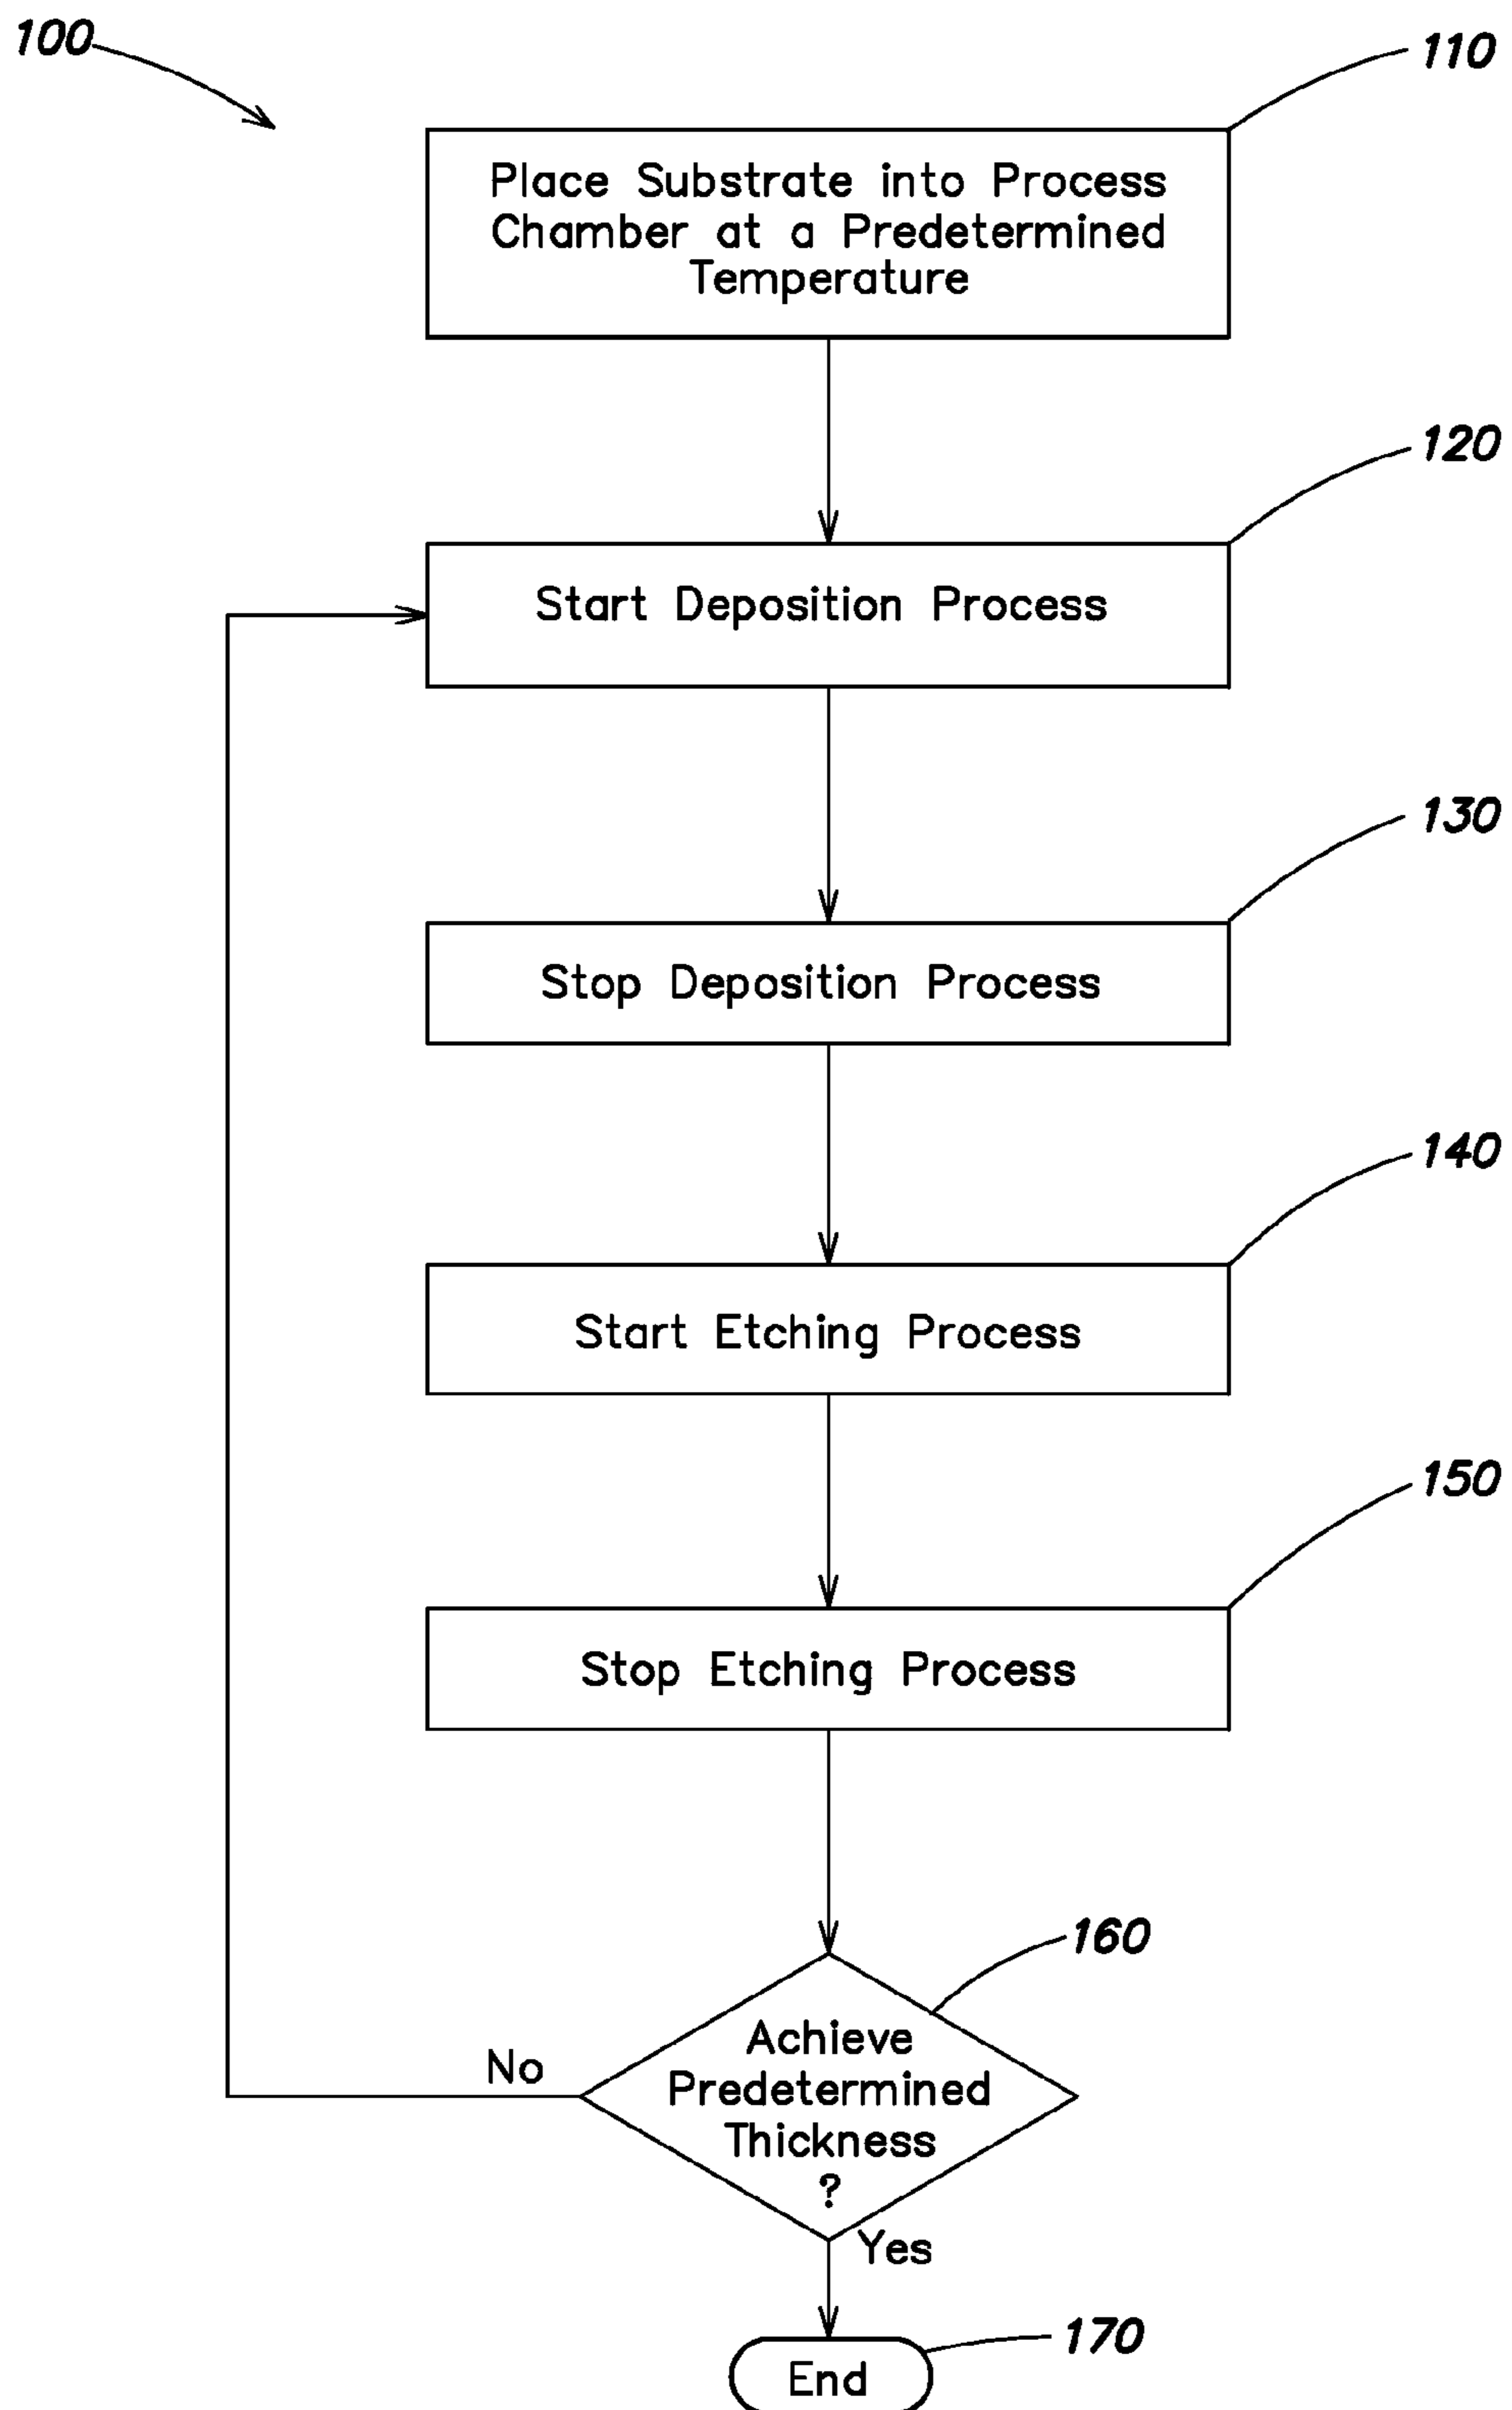 100
110
Place Substrate into Process
Chamber at a Predetermined
Temperature
120
Start Deposition Process
130
Stop Deposition Process
140
Start Etching Process
150
Stop Etching Process
160
Achieve
Predetermined
Thickness
?
No
Yes
170
End